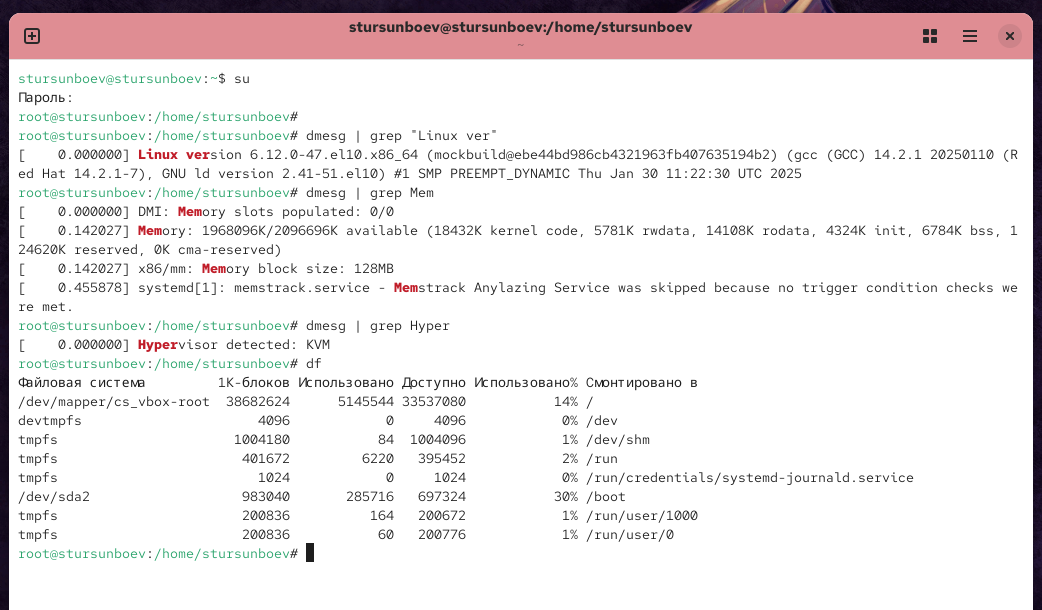 stursunboev@stursunboev:/home/stursunboev
~
stursunboev@stursunboev:~$ su
Пароль:
root@stursunboev:/home/stursunboev#
root@stursunboev:/home/stursunboev# dmesg | grep "Linux ver"
[    0.000000] Linux version 6.12.0-47.el10.x86_64 (mockbuild@ebe44bd986cb4321963fb407635194b2) (gcc (GCC) 14.2.1 20250110 (R
ed Hat 14.2.1-7), GNU ld version 2.41-51.el10) #1 SMP PREEMPT_DYNAMIC Thu Jan 30 11:22:30 UTC 2025
root@stursunboev:/home/stursunboev# dmesg | grep Mem
[    0.000000] DMI: Memory slots populated: 0/0
[    0.142027] Memory: 1968096K/2096696K available (18432K kernel code, 5781K rwdata, 14108K rodata, 4324K init, 6784K bss, 1
24620K reserved, 0K cma-reserved)
[    0.142027] x86/mm: Memory block size: 128MB
[    0.455878] systemd[1]: memstrack.service - Memstrack Anylazing Service was skipped because no trigger condition checks we
re met.
root@stursunboev:/home/stursunboev# dmesg | grep Hyper
[    0.000000] Hypervisor detected: KVM
root@stursunboev:/home/stursunboev# df
Файловая система         1K-блоков Использовано Доступно Использовано% Смонтировано в
/dev/mapper/cs_vbox-root  38682624      5145544 33537080           14% /
devtmpfs                      4096            0     4096            0% /dev
tmpfs                      1004180           84  1004096            1% /dev/shm
tmpfs                       401672         6220   395452            2% /run
tmpfs                         1024            0     1024            0% /run/credentials/systemd-journald.service
/dev/sda2                   983040       285716   697324           30% /boot
tmpfs                       200836          164   200672            1% /run/user/1000
tmpfs                       200836           60   200776            1% /run/user/0
root@stursunboev:/home/stursunboev#